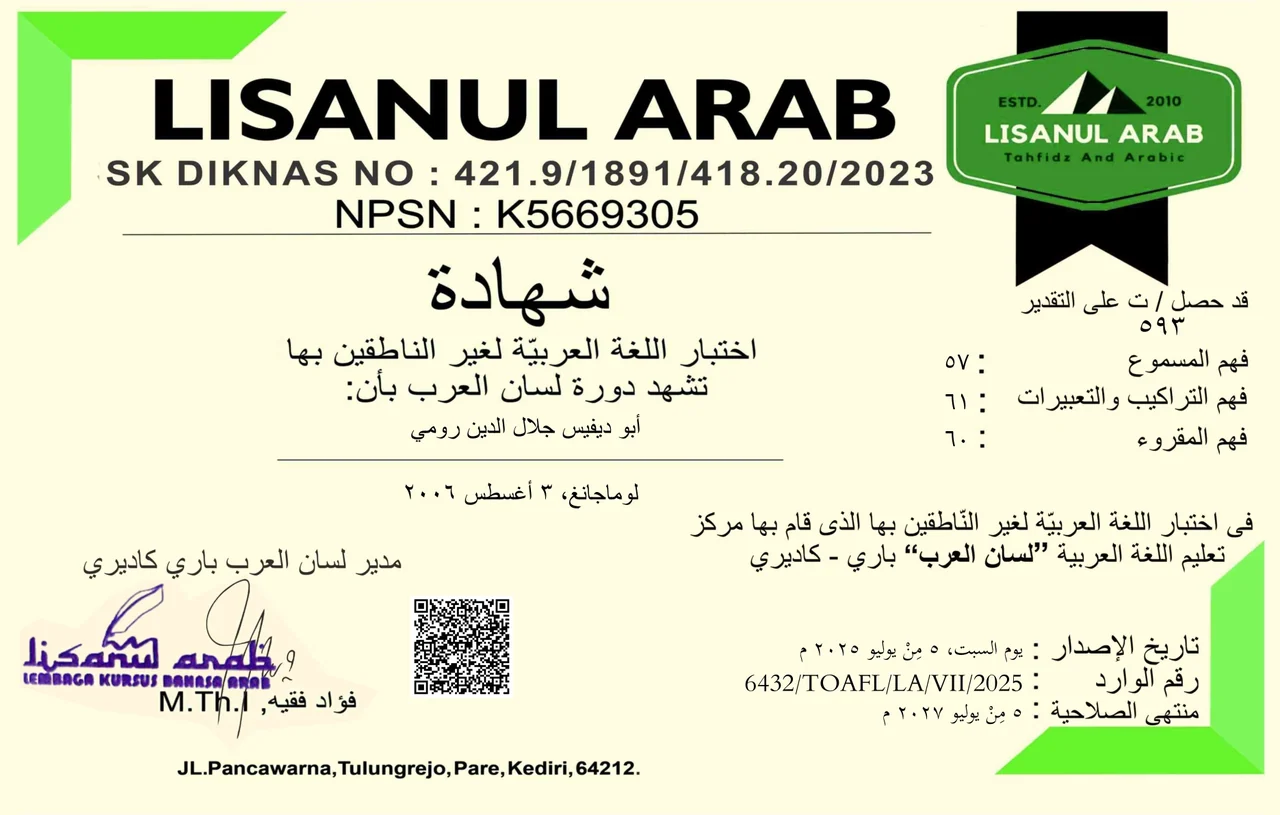 LISANUL ARAB
SK DIKNAS NO : 421.9/1891/418.20/2023
NPSN : K5669305
ESTD. 2010
LISANUL ARAB
Tahfidz And Arabic
شهادة
اختبار اللغة العربيّة لغير الناطقين بها
تشهد دورة لسان العرب بأن:
أبو ديفيس جلال الدين رومي
لوماجانغ، ٣ أغسطس ٢٠٠٦
قد حصل / ت على التقدير
٥٩٣
فهم المسموع : ٥٧
فهم التراكيب والتعبيرات : ٦١
فهم المقروء : ٦٠
فى اختبار اللغة العربيّة لغير النّاطقين بها الذى قام بها مركز
تعليم اللغة العربية ”لسان العرب“ باري - كاديري
تاريخ الإصدار : يوم السبت، ٥ مِنْ يوليو ٢٠٢٥ م
رقم الوارد : 6432/TOAFL/LA/VII/2025
منتهى الصلاحية : ٥ مِنْ يوليو ٢٠٢٧ م
مدير لسان العرب باري كاديري
lisanul arab
LEMBAGA KURSUS BAHASA ARAB
فؤاد فقيه, M.Th.I
JL.Pancawarna,Tulungrejo,Pare,Kediri,64212.